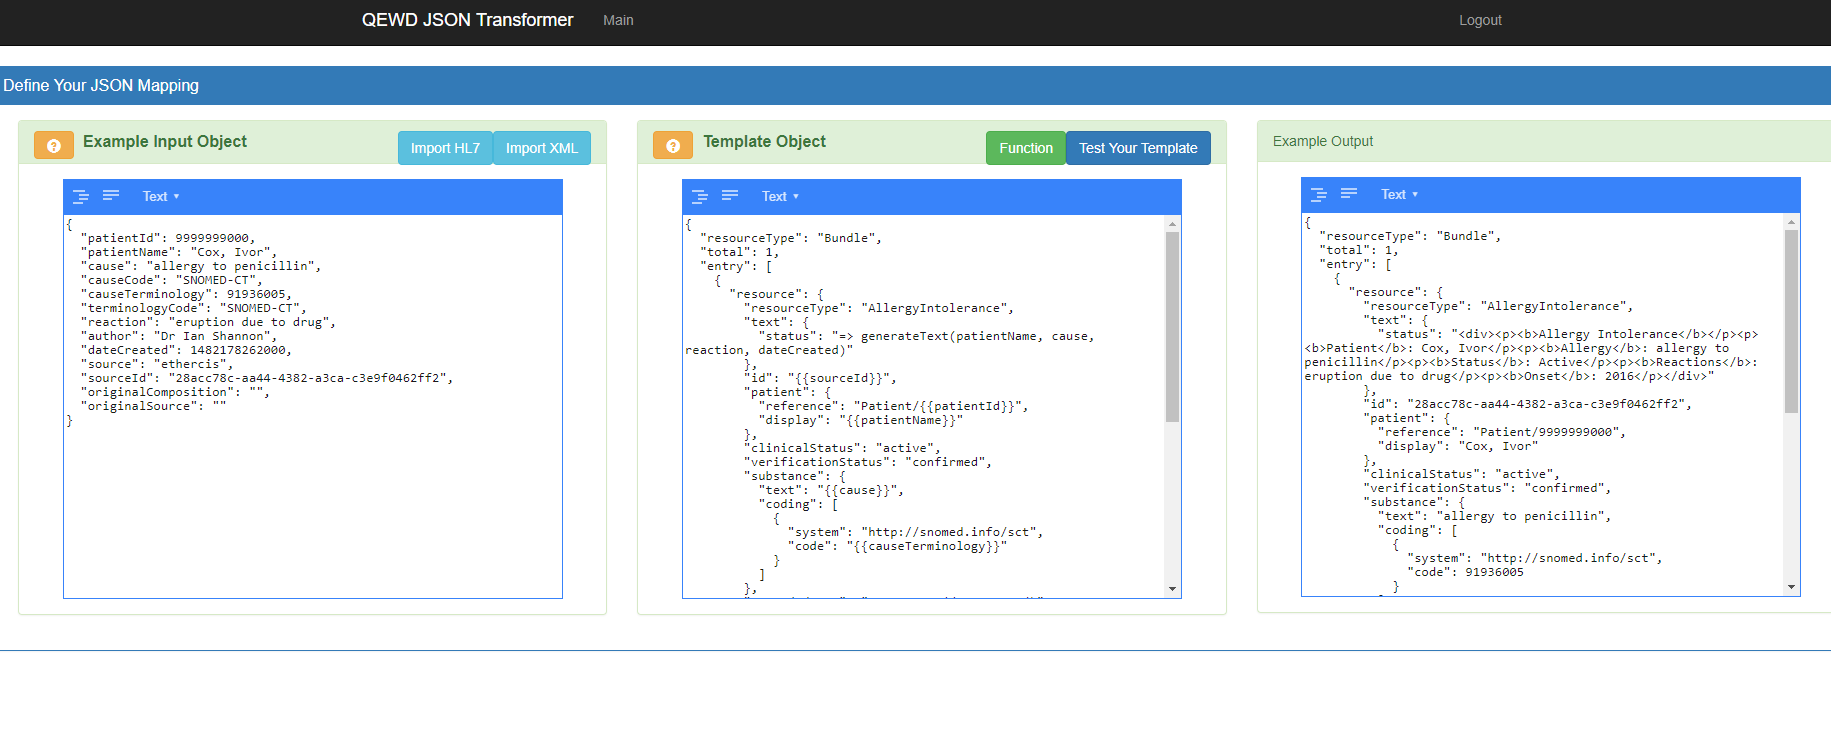 QEWD JSON Transformer Main Logout
Define Your JSON Mapping
Example Input Object Import HL7 Import XML
Text
{
"patientId": 9999999000,
"patientName": "Cox, Ivor",
"cause": "allergy to penicillin",
"causeCode": "SNOMED-CT",
"causeTerminology": 91936005,
"terminologyCode": "SNOMED-CT",
"reaction": "eruption due to drug",
"author": "Dr Ian Shannon",
"dateCreated": 1482178262000,
"source": "ethercis",
"sourceId": "28acc78c-aa44-4382-a3ca-c3e9f0462ff2",
"originalComposition": "",
"originalSource": ""
}
Template Object Function Test Your Template
Text
{
"resourceType": "Bundle",
"total": 1,
"entry": [
{
"resource": {
"resourceType": "AllergyIntolerance",
"text": {
"status": "=> generateText(patientName, cause,
reaction, dateCreated)"
},
"id": "{{sourceId}}",
"patient": {
"reference": "Patient/{{patientId}}",
"display": "{{patientName}}"
},
"clinicalStatus": "active",
"verificationStatus": "confirmed",
"substance": {
"text": "{{cause}}",
"coding": [
{
"system": "http://snomed.info/sct",
"code": "{{causeTerminology}}"
}
]
},
Example Output
Text
{
"resourceType": "Bundle",
"total": 1,
"entry": [
{
"resource": {
"resourceType": "AllergyIntolerance",
"text": {
"status": "<div><p><b>Allergy Intolerance</b></p><p>
<b>Patient</b>: Cox, Ivor</p><p><b>Allergy</b>: allergy to
penicillin</p><p><b>Status</b>: Active</p><p><b>Reactions</b>:
eruption due to drug</p><p><b>Onset</b>: 2016</p></div>"
},
"id": "28acc78c-aa44-4382-a3ca-c3e9f0462ff2",
"patient": {
"reference": "Patient/9999999000",
"display": "Cox, Ivor"
},
"clinicalStatus": "active",
"verificationStatus": "confirmed",
"substance": {
"text": "allergy to penicillin",
"coding": [
{
"system": "http://snomed.info/sct",
"code": 91936005
}